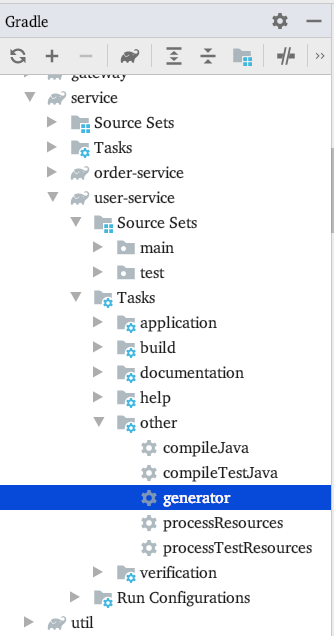 Gradle
gateway
service
Source Sets
Tasks
order-service
user-service
Source Sets
main
test
Tasks
application
build
documentation
help
other
compileJava
compileTestJava
generator
processResources
processTestResources
verification
Run Configurations
util